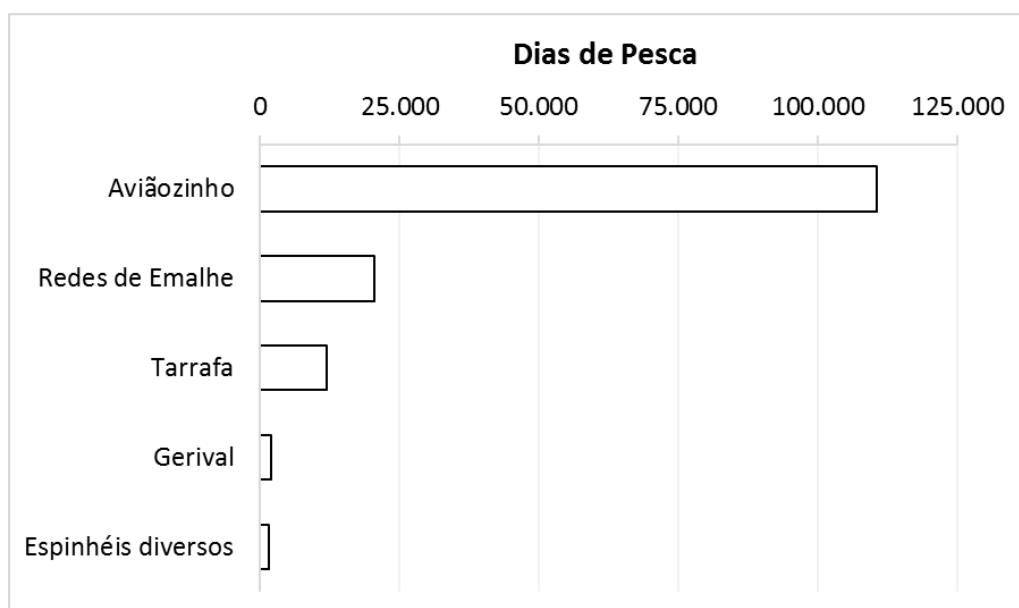 Dias de Pesca
0 25.000 50.000 75.000 100.000 125.000
Aviãozinho
Redes de Emalhe
Tarrafa
Gerival
Espinhéis diversos